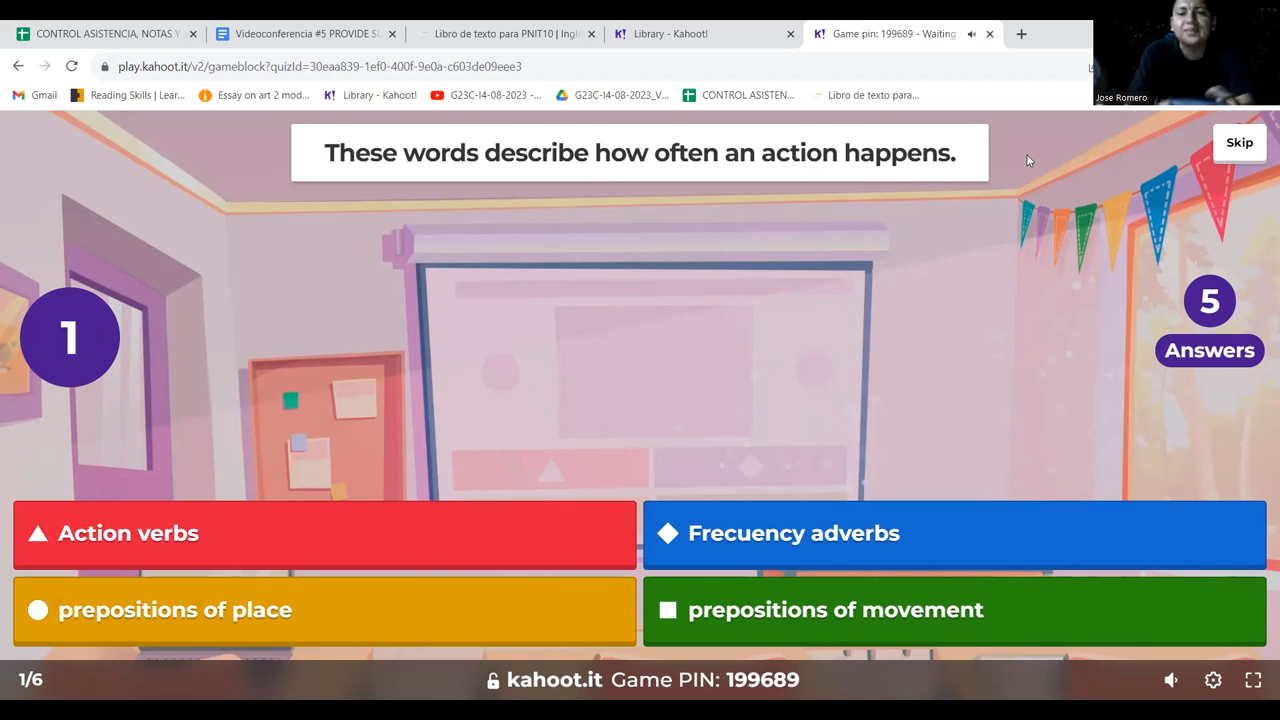 CONTROL ASISTENCIA, NOTAS Y
Videoconferencia #5 PROVIDE S
Libro de texto para PNIT10 | Ingl
Library - Kahoot!
Game pin: 199689 - Waiting
play.kahoot.it/v2/gameblock?quizId=30eaa839-1ef0-400f-9e0a-c603de09eee3
Gmail
Reading Skills | Lear...
Essay on art 2 mod...
Library - Kahoot!
G23C-I4-08-2023 -...
G23C-I4-08-2023_V...
CONTROL ASISTEN...
Libro de texto para...
Jose Romero
These words describe how often an action happens.
Skip
1
5
Answers
Action verbs
Frecuency adverbs
prepositions of place
prepositions of movement
1/6
kahoot.it Game PIN: 199689